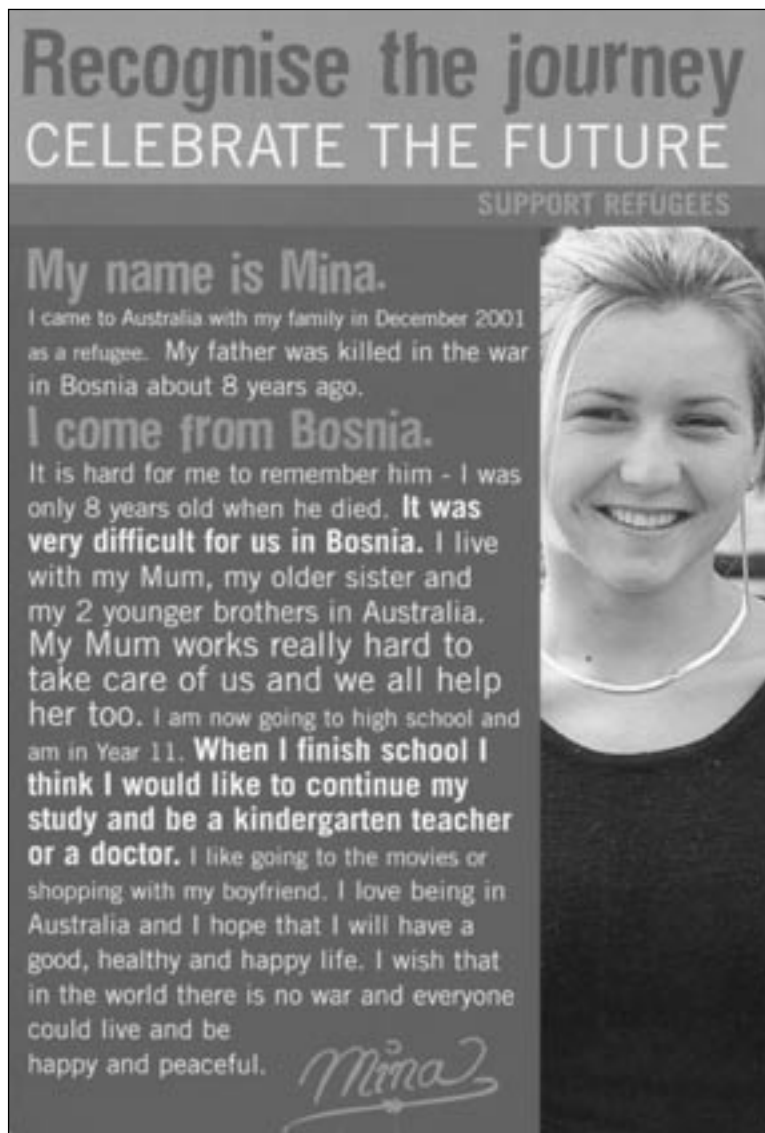 Recognise the journey
CELEBRATE THE FUTURE
SUPPORT REFUGEES
My name is Mina.
I came to Australia with my family in December 2001
as a refugee. My father was killed in the war
in Bosnia about 8 years ago.
I come from Bosnia.
It is hard for me to remember him - I was
only 8 years old when he died. It was
very difficult for us in Bosnia. I live
with my Mum, my older sister and
my 2 younger brothers in Australia.
My Mum works really hard to
take care of us and we all help
her too. I am now going to high school and
am in Year 11. When I finish school I
think I would like to continue my
study and be a kindergarten teacher
or a doctor. I like going to the movies or
shopping with my boyfriend. I love being in
Australia and I hope that I will have a
good, healthy and happy life. I wish that
in the world there is no war and everyone
could live and be
happy and peaceful.
Mina